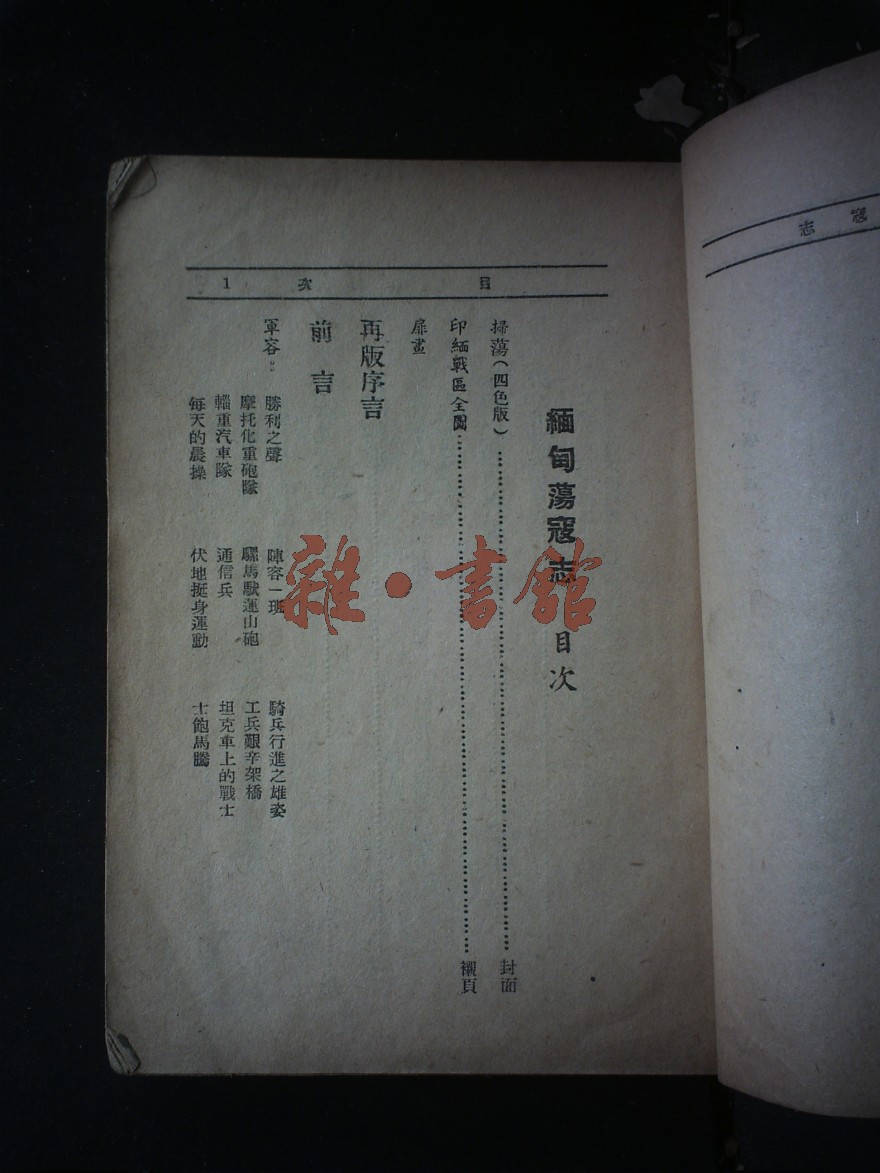 目次 1
緬甸蕩寇志 目次
掃蕩(四色版)……封面
印緬戰區全圖……襯頁
扉畫
再版序言
前言
軍容：
勝利之聲 陣容一班 騎兵行進之雄姿
摩托化重砲隊 騾馬馱運山砲 工兵艱辛架橋
輜重汽車隊 通信兵 坦克車上的戰士
每天的晨操 伏地挺身運動 士飽馬騰
寇志
雜·書館